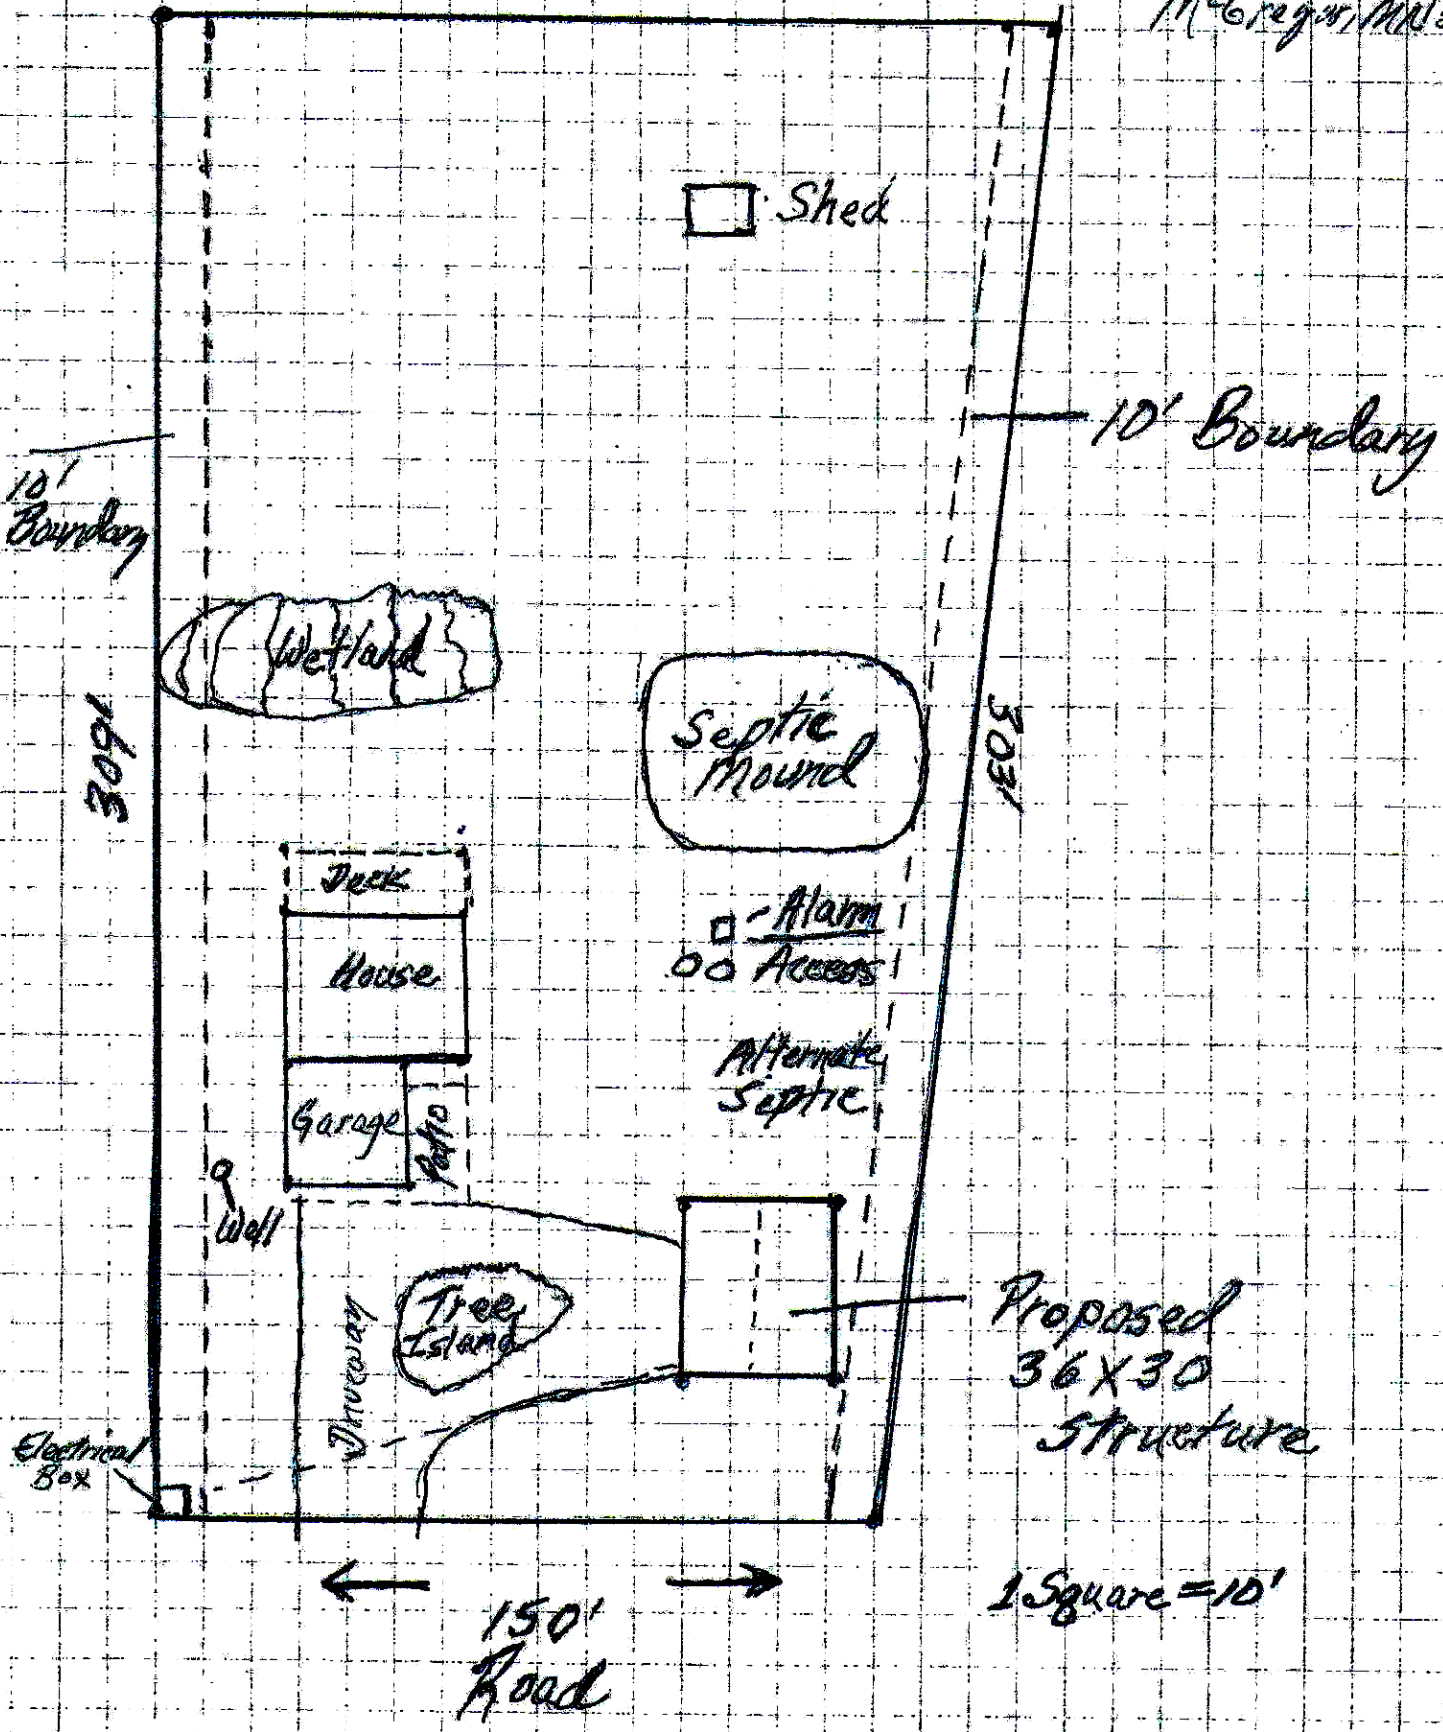 McGregor, MN
Shed
10' Boundary
10'
Boundary
Wetland
Septic
Mound
309'
303'
Deck
Alarm
House
Access
Alternate
Septic
Garage
Patio
Well
Tree
Island
Driveway
Proposed
36 X 30
Structure
Electrical
Box
1 Square = 10'
150'
Road